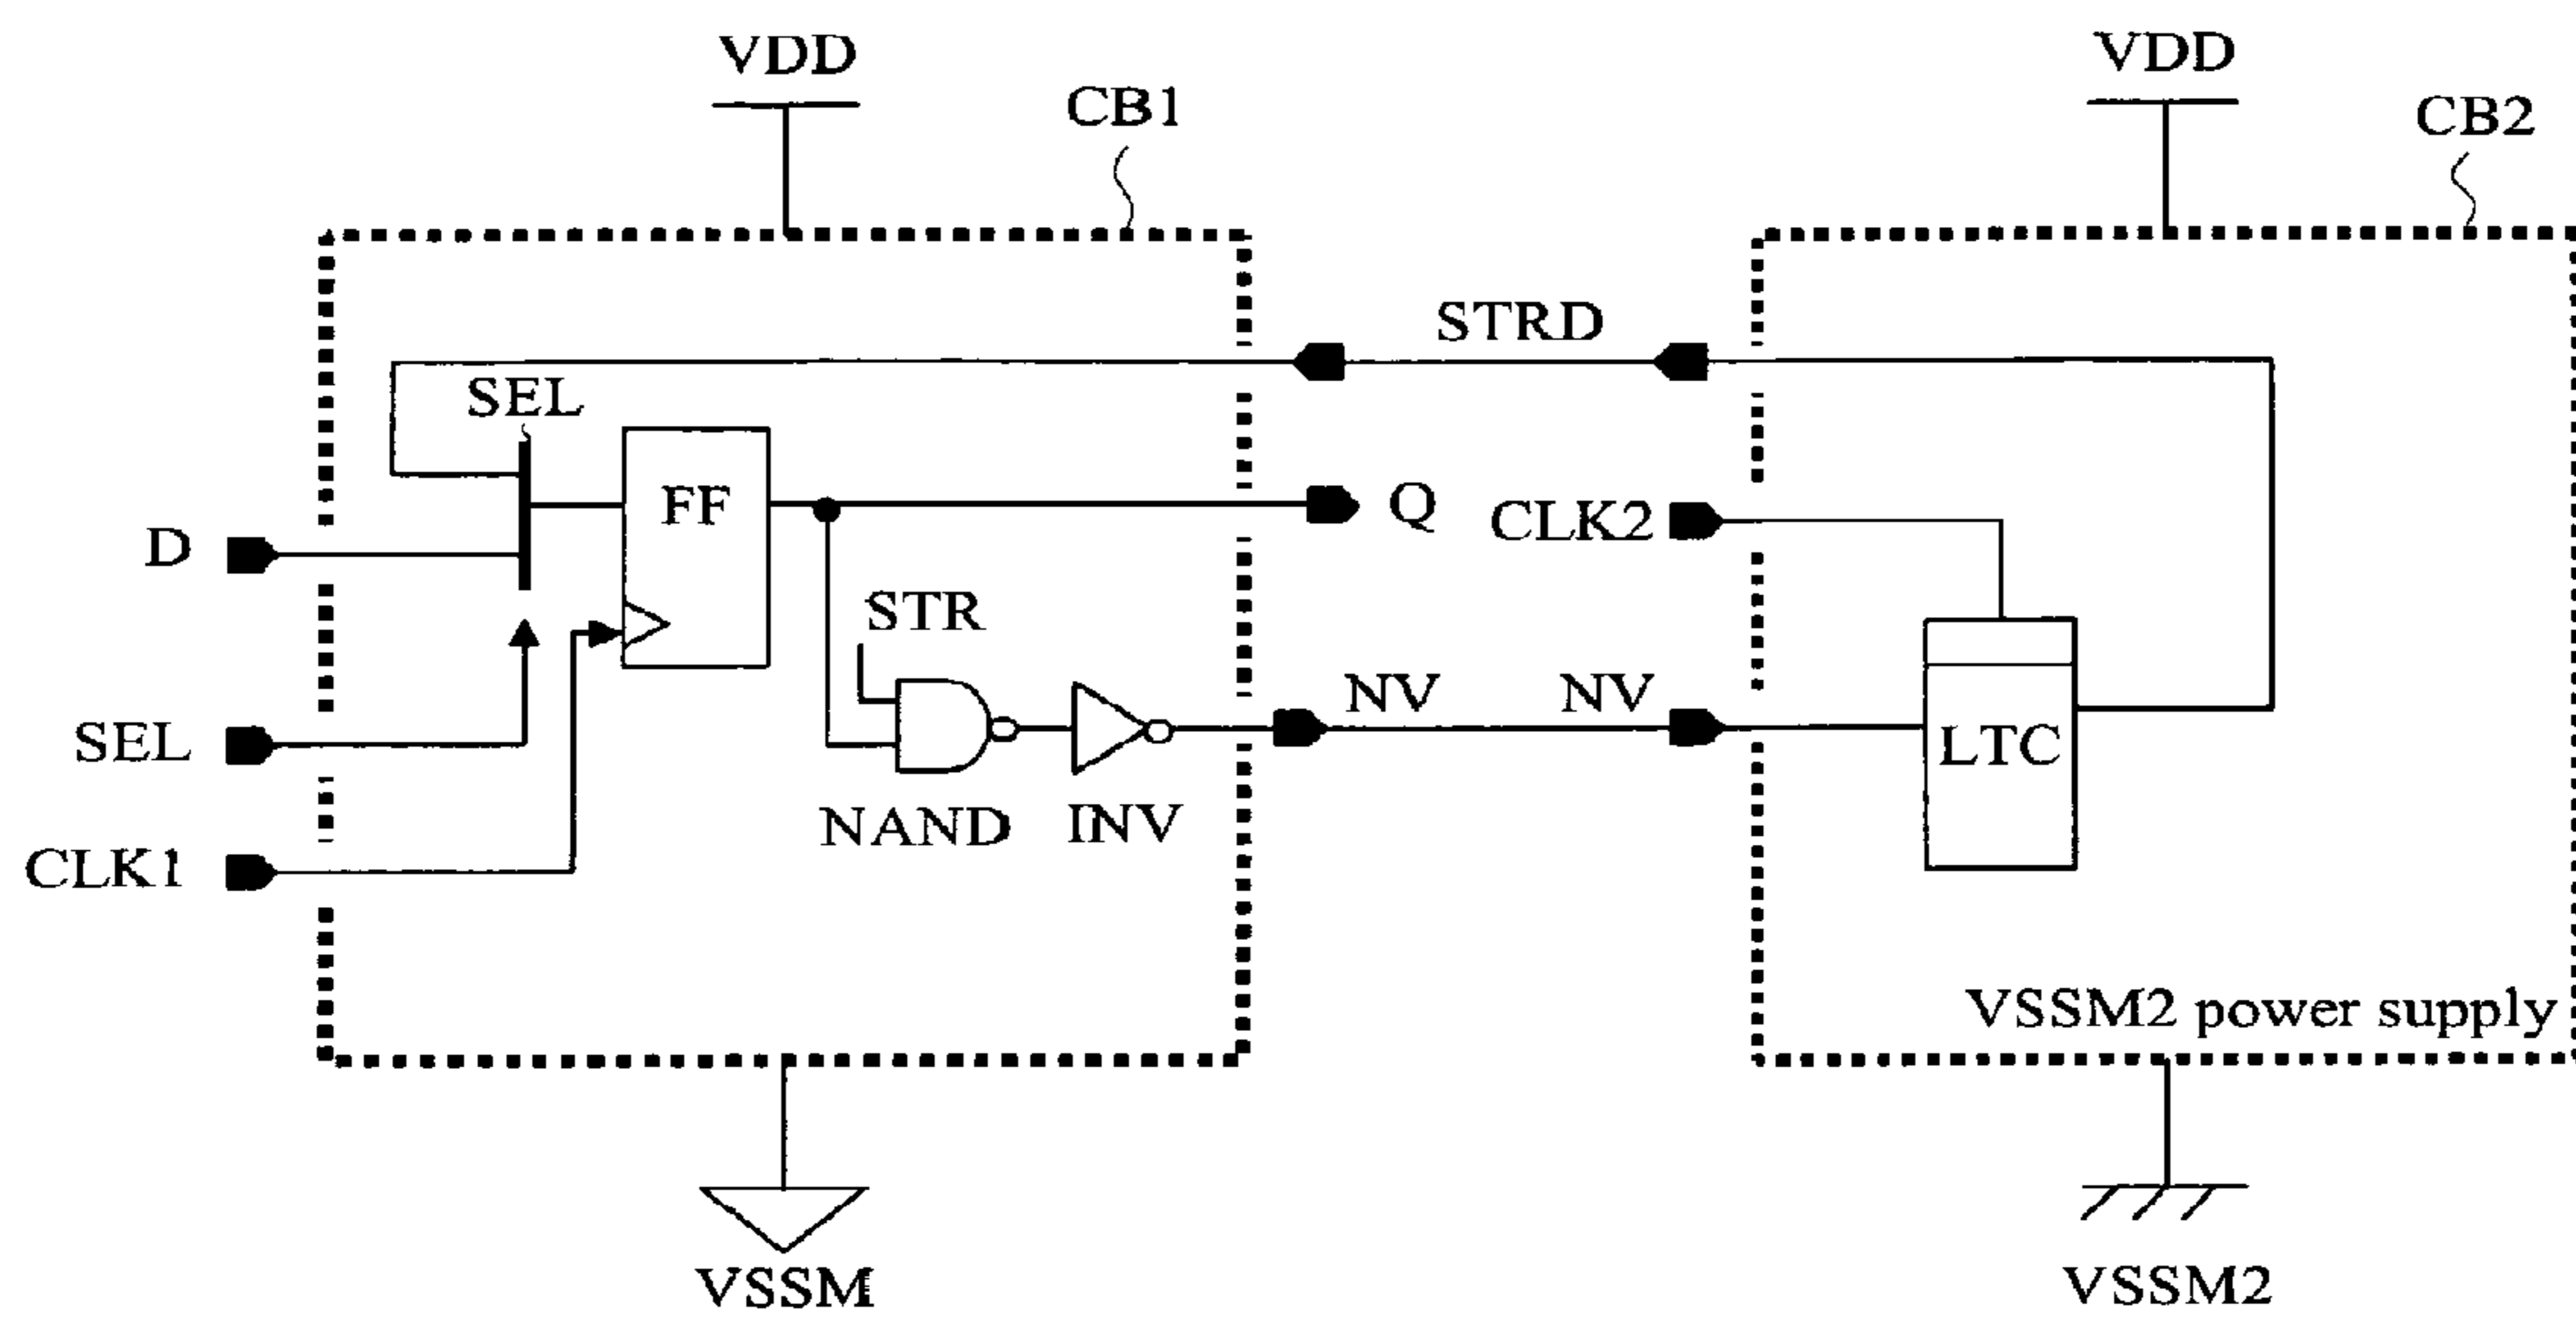 VDD
VDD
CB1
CB2
STRD
SEL
FF
Q
CLK2
D
STR
NV
NV
SEL
LTC
NAND
INV
CLK1
VSSM2 power supply
VSSM
VSSM2